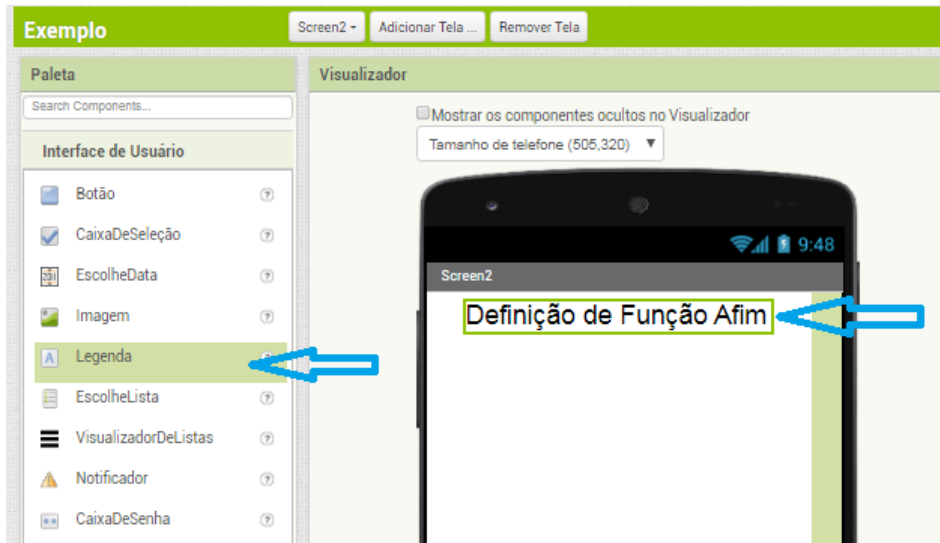 Exemplo
Screen2
Adicionar Tela ...
Remover Tela
Paleta
Visualizador
Search Components...
Mostrar os componentes ocultos no Visualizador
Tamanho de telefone (505,320)
Interface de Usuário
Botão ?
CaixaDeSeleção ?
EscolheData ?
Imagem ?
A Legenda
EscolheLista ?
VisualizadorDeListas ?
Notificador ?
CaixaDeSenha ?
9:48
Screen2
Definição de Função Afim